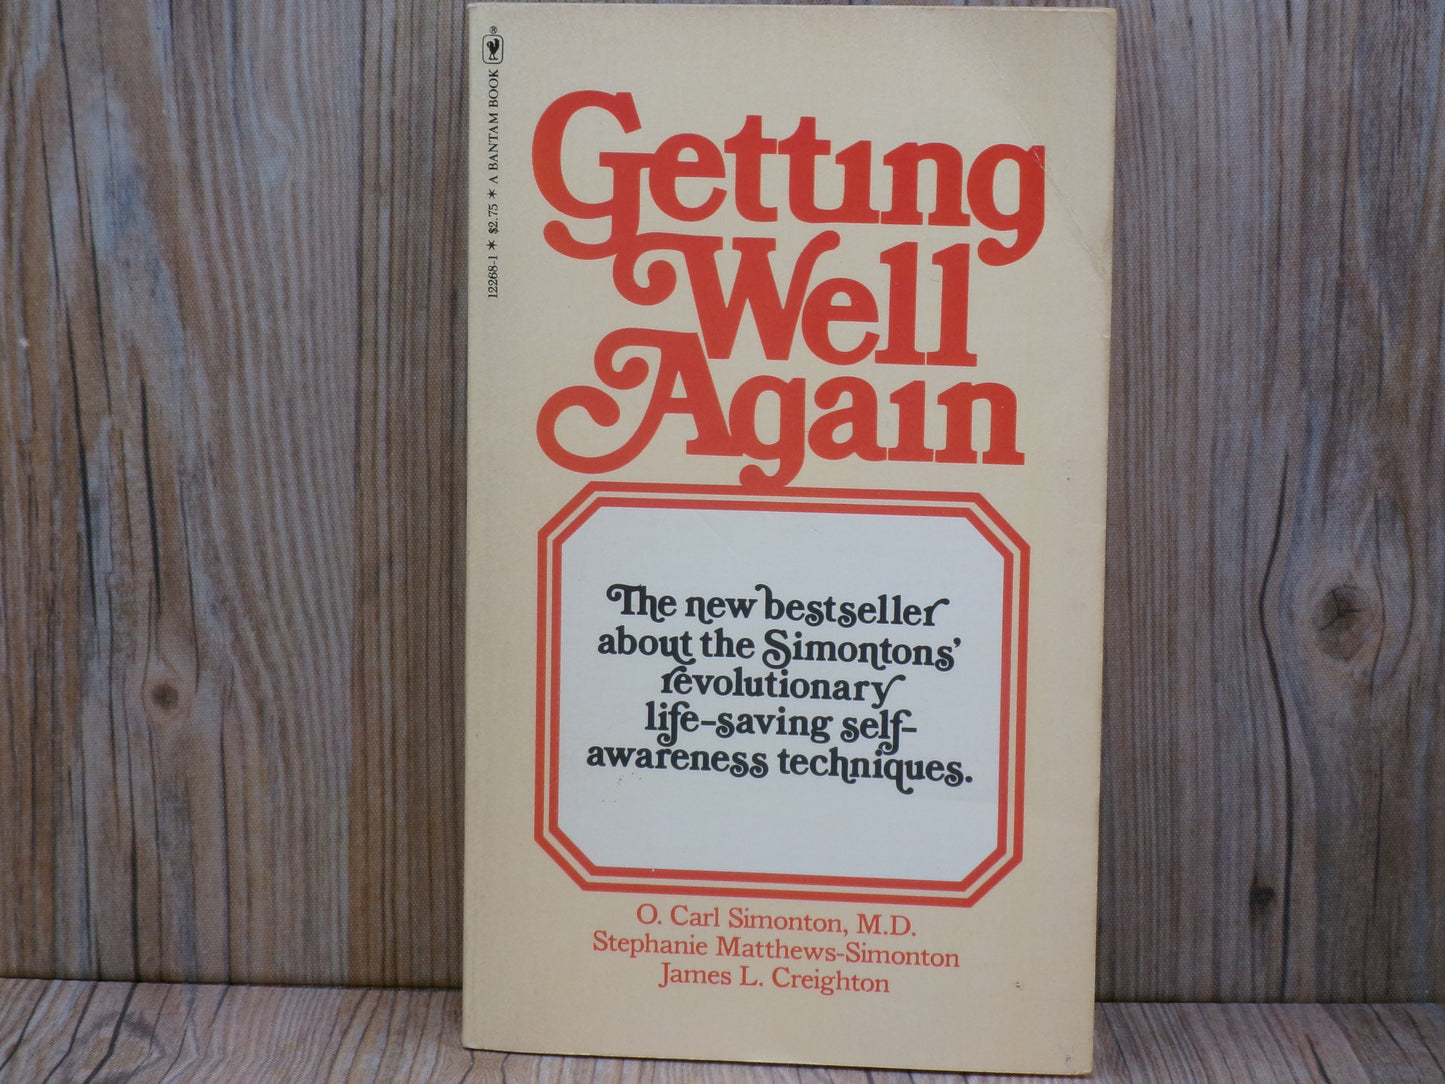 12268-1 * $2.75 * A BANTAM BOOK ®
Getting
Well
Again
The new bestseller
about the Simontons'
revolutionary
life-saving self-
awareness techniques.
O. Carl Simonton, M.D.
Stephanie Matthews-Simonton
James L. Creighton